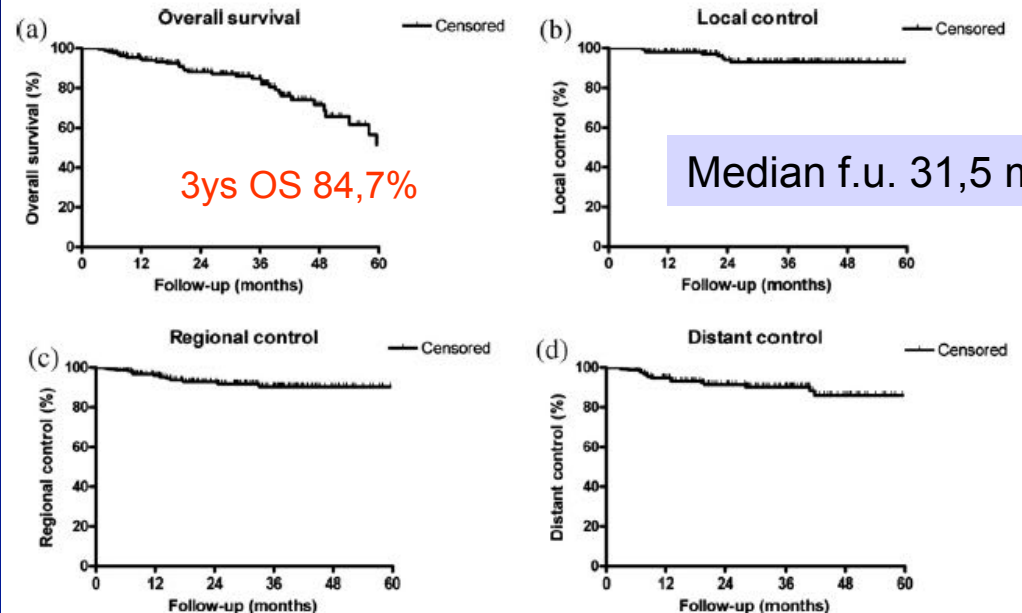 (a)
Overall survival
Censored
Overall survival (%)
100
80
60
40
20
0
3ys OS 84,7%
0 12 24 36 48 60
Follow-up (months)
(b)
Local control
Censored
Local control (%)
100
80
60
40
20
0
Median f.u. 31,5 m
0 12 24 36 48 60
Follow-up (months)
(c)
Regional control
Censored
Regional control (%)
100
80
60
40
20
0
0 12 24 36 48 60
Follow-up (months)
(d)
Distant control
Censored
Distant control (%)
100
80
60
40
20
0
0 12 24 36 48 60
Follow-up (months)